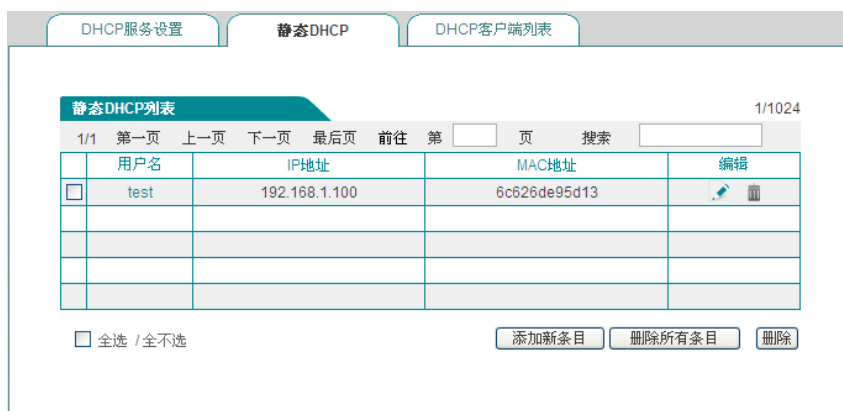 DHCP服务设置 静态DHCP DHCP客户端列表
静态DHCP列表 1/1024
1/1 第一页 上一页 下一页 最后页 前往 第 页 搜索
用户名 IP地址 MAC地址 编辑
test 192.168.1.100 6c626de95d13
全选 /全不选 添加新条目 删除所有条目 删除